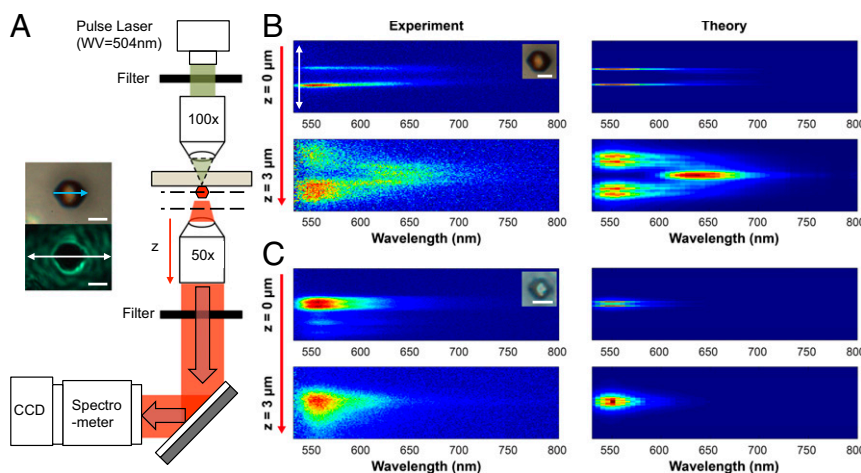 A
Pulse Laser
(WV=504nm)
Filter
100x
z
50x
Filter
CCD
Spectro
-meter
B
Experiment
Theory
z = 0 μm
550 600 650 700 750 800
550 600 650 700 750 800
z = 3 μm
550 600 650 700 750 800
550 600 650 700 750 800
Wavelength (nm)
Wavelength (nm)
C
z = 0 μm
550 600 650 700 750 800
550 600 650 700 750 800
z = 3 μm
550 600 650 700 750 800
550 600 650 700 750 800
Wavelength (nm)
Wavelength (nm)